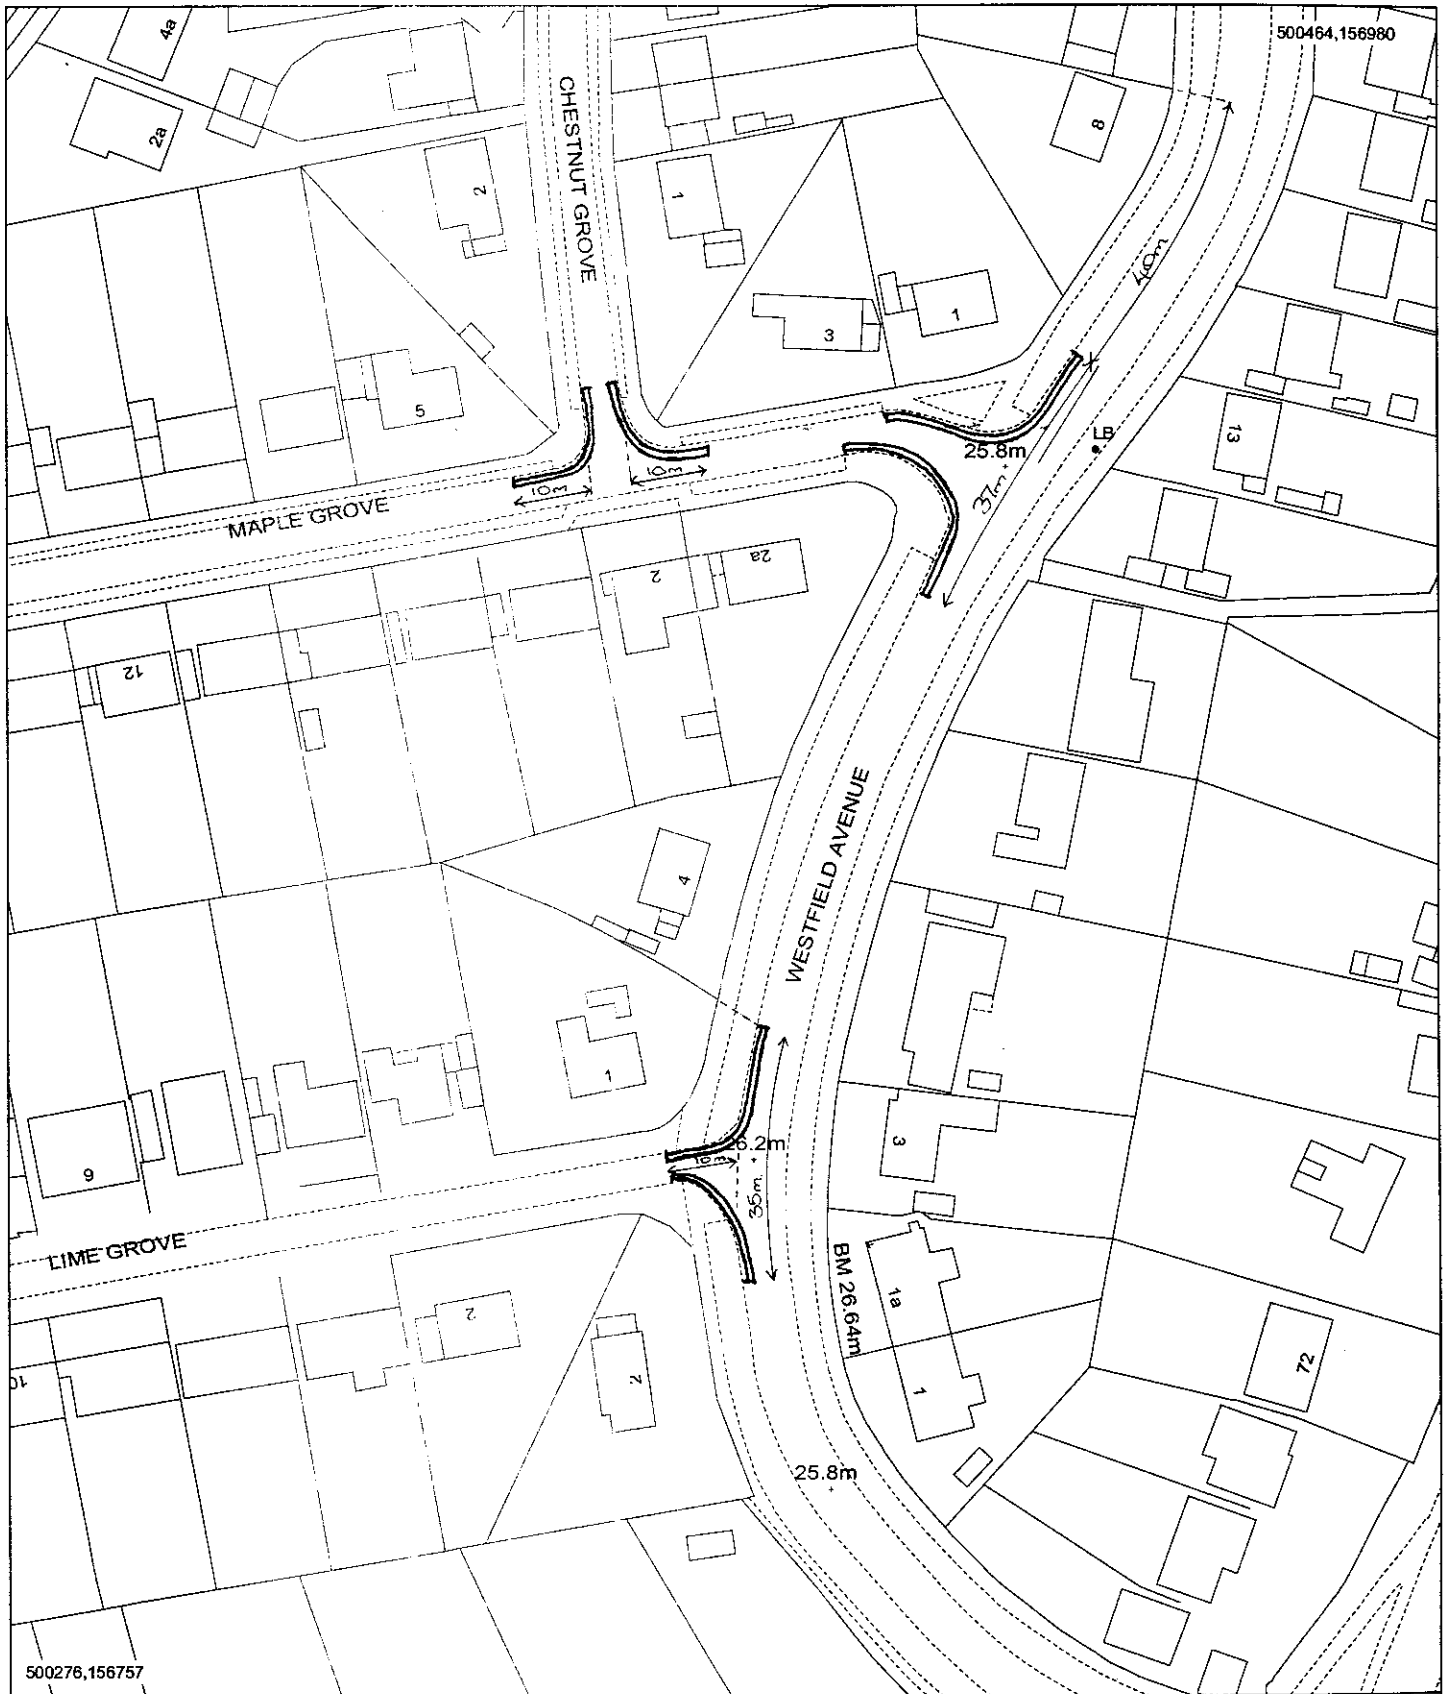 500464,156980
4a
2a
CHESTNUT GROVE
2
1
8
40m
3
1
5
LB
13
25.8m
10m
10m
37m
MAPLE GROVE
2
2a
12
WESTFIELD AVENUE
4
1
26.2m
10m
35m
3
9
LIME GROVE
BM 26.64m
1a
2
2
10
1
72
25.8m
500276,156757